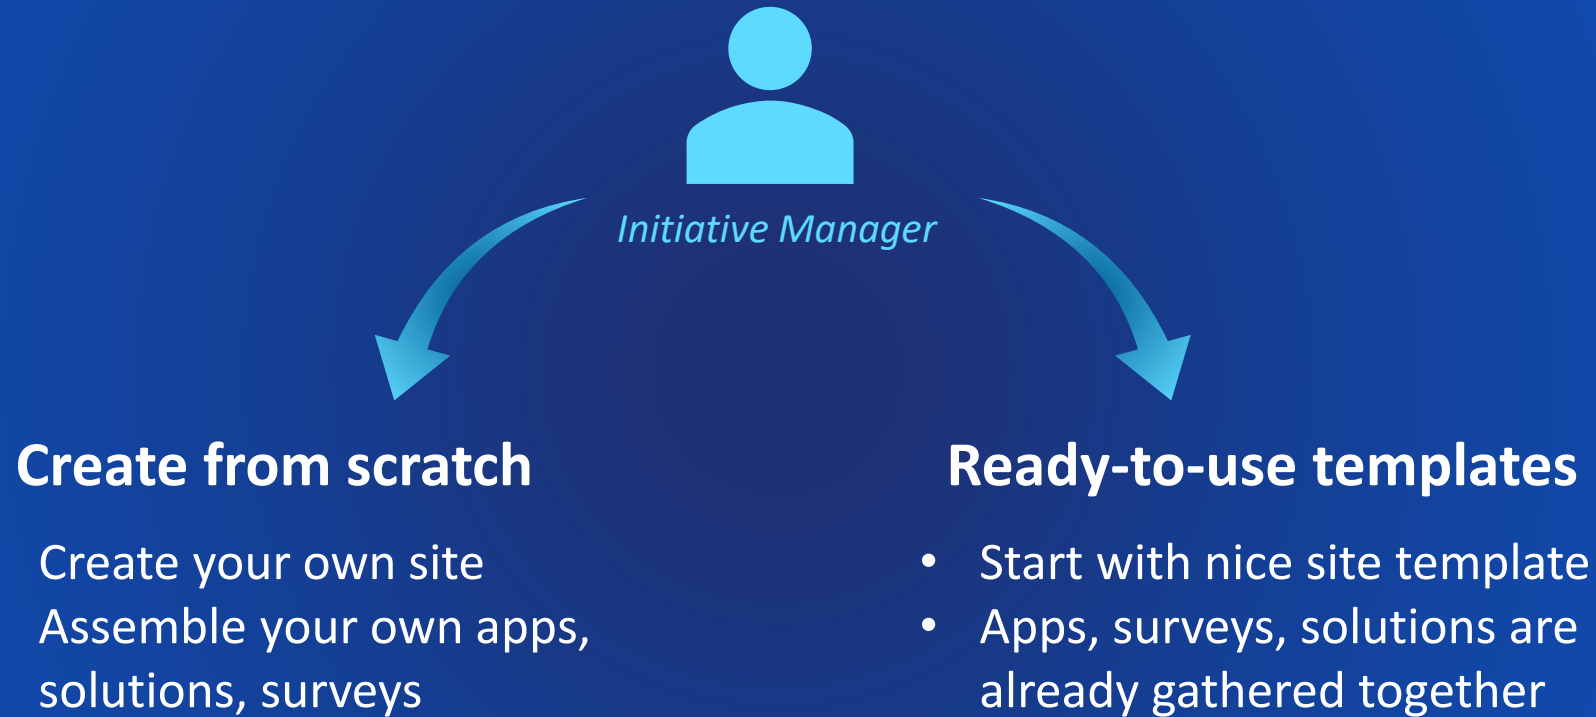 Initiative Manager
Create from scratch
Create your own site
Assemble your own apps,
solutions, surveys
Ready-to-use templates
• Start with nice site template
• Apps, surveys, solutions are
already gathered together